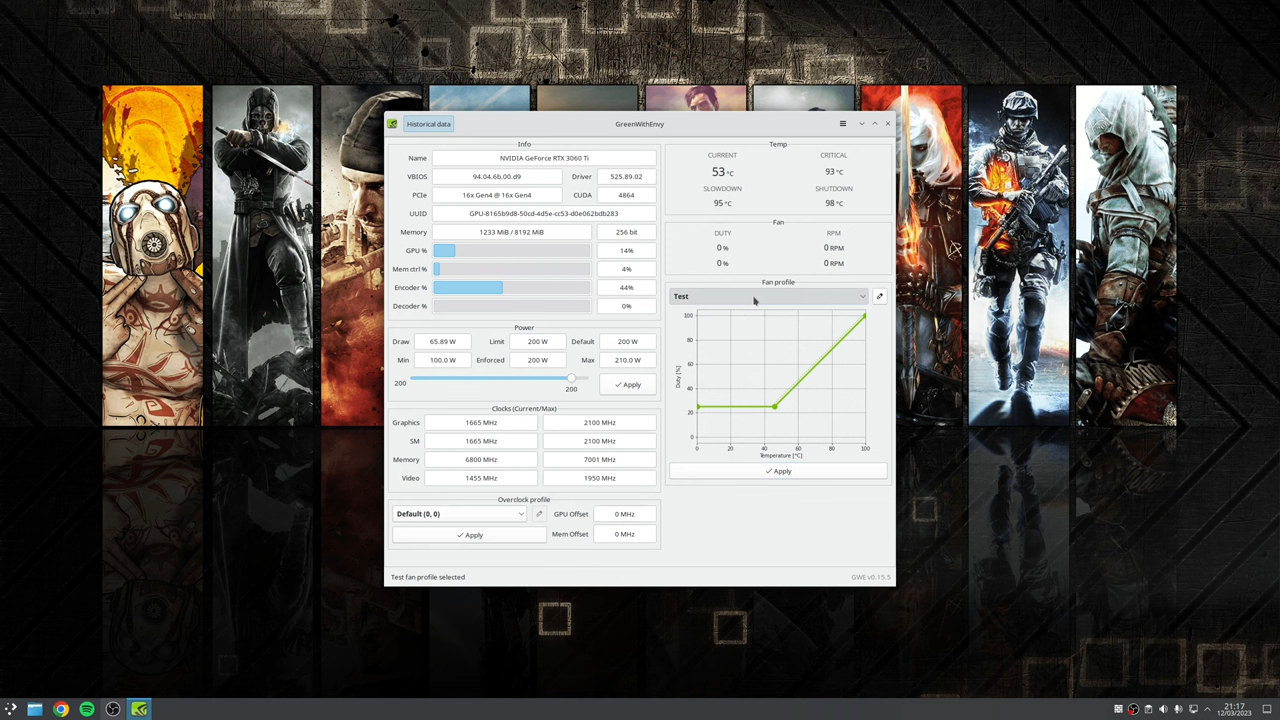 Historical data
GreenWithEnvy
Info
Name NVIDIA GeForce RTX 3060 Ti
VBIOS 94.04.6b.00.d9 Driver 525.89.02
PCIe 16x Gen4 @ 16x Gen4 CUDA 4864
UUID GPU-8165b9d8-50cd-4d5e-cc53-d0e062bdb283
Memory 1233 MiB / 8192 MiB 256 bit
GPU % 14%
Mem ctrl % 4%
Encoder % 44%
Decoder % 0%
Power
Draw 65.89 W Limit 200 W Default 200 W
Min 100.0 W Enforced 200 W Max 210.0 W
200
200
Apply
Clocks (Current/Max)
Graphics 1665 MHz 2100 MHz
SM 1665 MHz 2100 MHz
Memory 6800 MHz 7001 MHz
Video 1455 MHz 1950 MHz
Overclock profile
Default (0, 0) GPU Offset 0 MHz
Apply Mem Offset 0 MHz
Temp
CURRENT CRITICAL
53 °C 93 °C
SLOWDOWN SHUTDOWN
95 °C 98 °C
Fan
DUTY RPM
0 % 0 RPM
0 % 0 RPM
Fan profile
Test
100
80
60
40
20
0
Duty [%]
0 20 40 60 80 100
Temperature [°C]
Apply
Test fan profile selected
GWE v0.15.5
21:17
12/03/2023